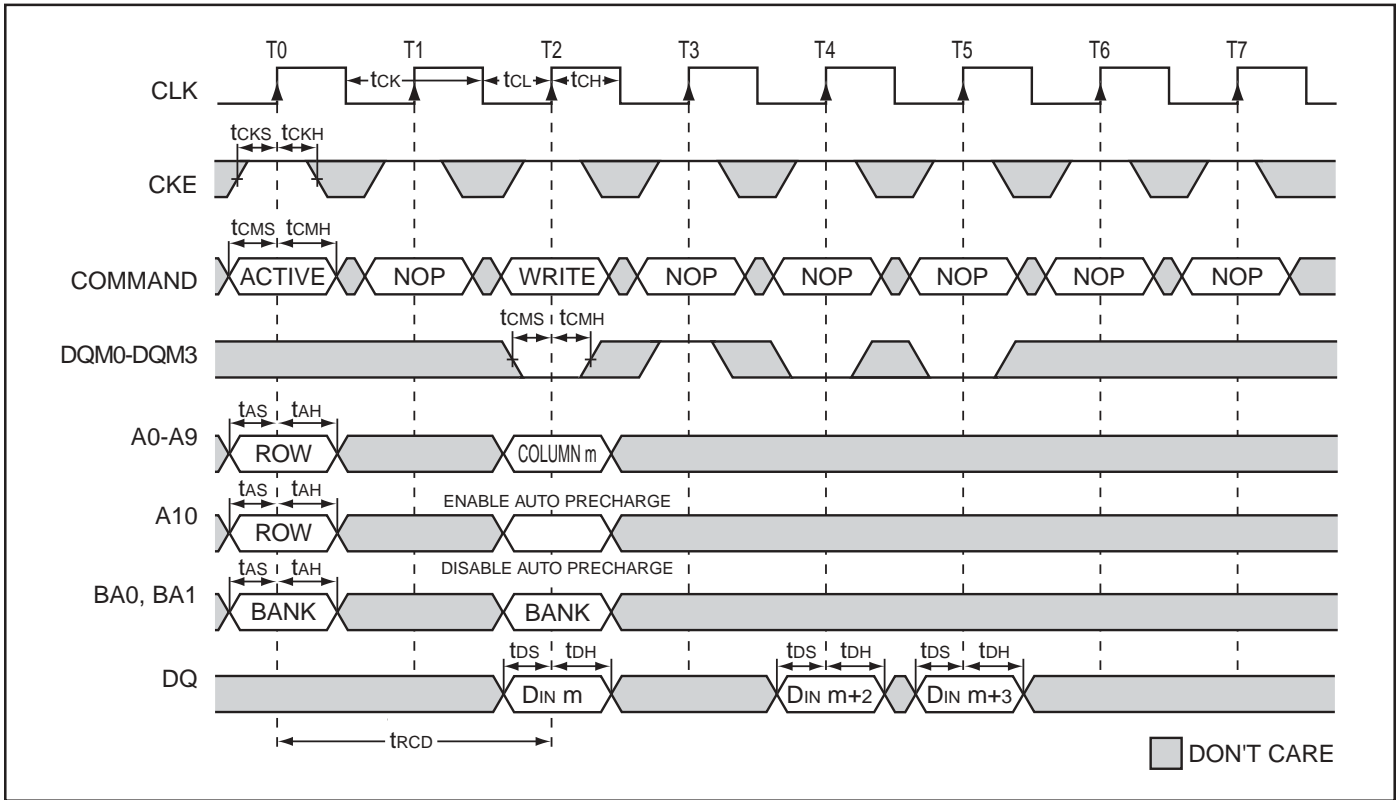 T0 T1 T2 T3 T4 T5 T6 T7
CLK tCK tCL tCH
tCKS tCKH
CKE
tCMS tCMH
COMMAND ACTIVE NOP WRITE NOP NOP NOP NOP NOP
tCMS tCMH
DQM0-DQM3
tAS tAH
A0-A9 ROW COLUMN m
tAS tAH ENABLE AUTO PRECHARGE
A10 ROW
tAS tAH DISABLE AUTO PRECHARGE
BA0, BA1 BANK BANK
tDS tDH tDS tDH tDS tDH
DQ DIN m DIN m+2 DIN m+3
tRCD
DON'T CARE